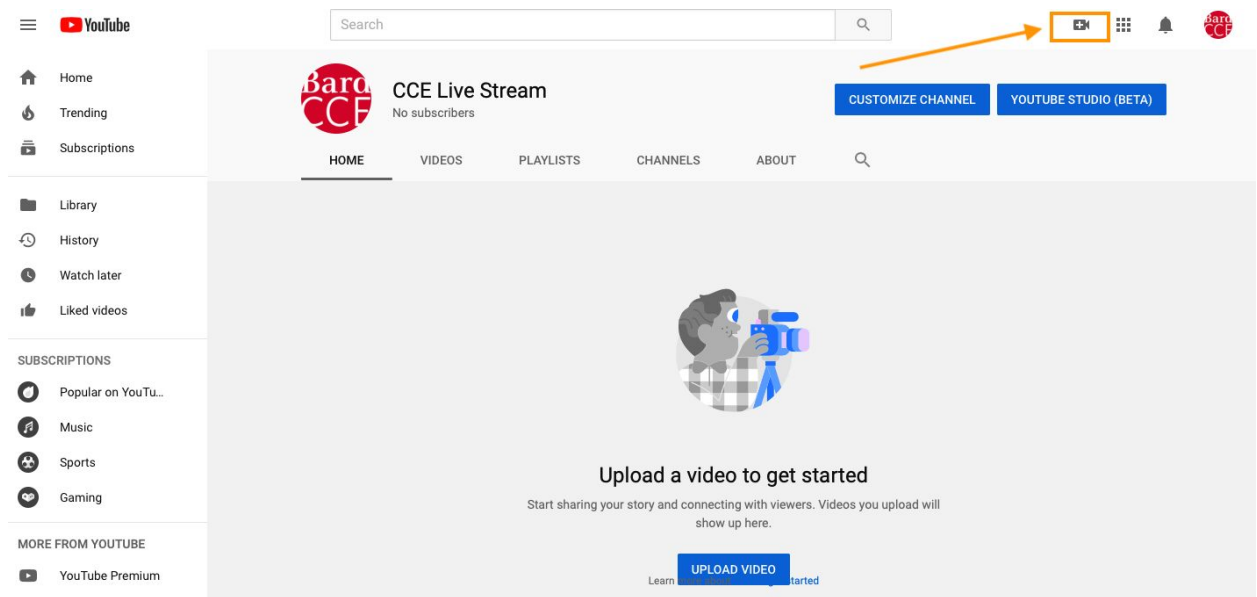 YouTube
Search
Bard
CCE
Home
Trending
Subscriptions
Library
History
Watch later
Liked videos
SUBSCRIPTIONS
Popular on YouTu...
Music
Sports
Gaming
MORE FROM YOUTUBE
YouTube Premium
Bard
CCE
CCE Live Stream
No subscribers
CUSTOMIZE CHANNEL
YOUTUBE STUDIO (BETA)
HOME
VIDEOS
PLAYLISTS
CHANNELS
ABOUT
Upload a video to get started
Start sharing your story and connecting with viewers. Videos you upload will
show up here.
UPLOAD VIDEO
Learn